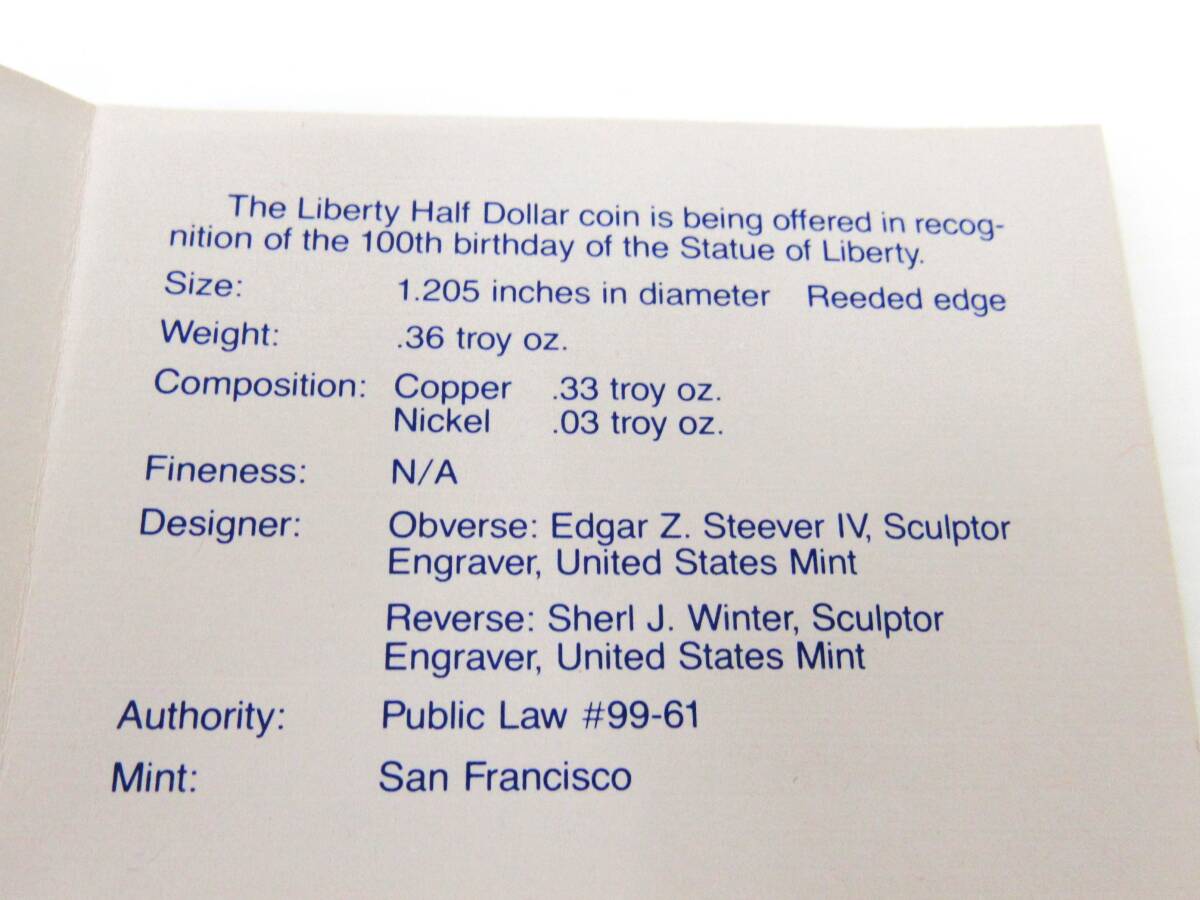 The Liberty Half Dollar coin is being offered in recog-
nition of the 100th birthday of the Statue of Liberty.
Size: 1.205 inches in diameter Reeded edge
Weight: .36 troy oz.
Composition: Copper .33 troy oz.
Nickel .03 troy oz.
Fineness: N/A
Designer: Obverse: Edgar Z. Steever IV, Sculptor
Engraver, United States Mint
Reverse: Sherl J. Winter, Sculptor
Engraver, United States Mint
Authority: Public Law #99-61
Mint: San Francisco